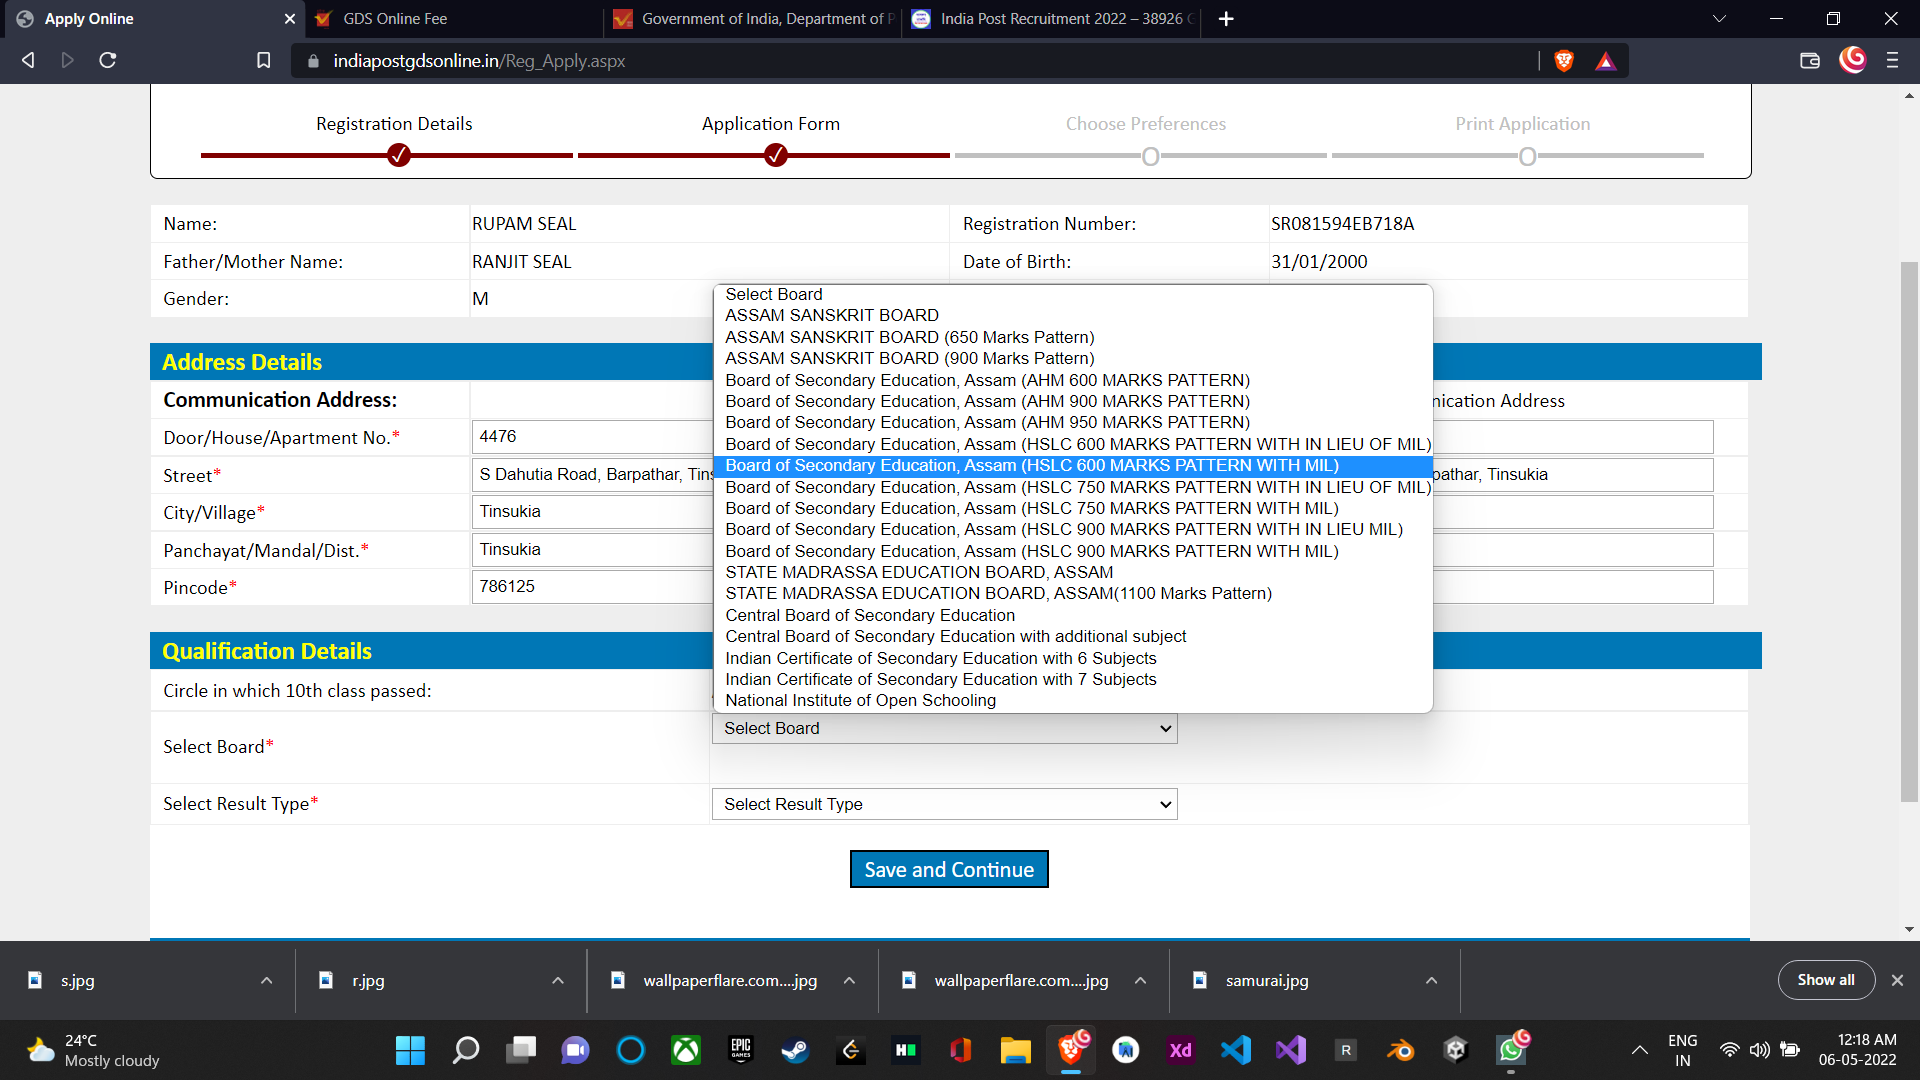 Apply Online
GDS Online Fee
Government of India, Department of P
India Post Recruitment 2022 – 38926 G
indiapostgdsonline.in/Reg_Apply.aspx
Registration Details
Application Form
Choose Preferences
Print Application
Name:
RUPAM SEAL
Registration Number:
SR081594EB718A
Father/Mother Name:
RANJIT SEAL
Date of Birth:
31/01/2000
Gender:
M
Select Board
ASSAM SANSKRIT BOARD
ASSAM SANSKRIT BOARD (650 Marks Pattern)
ASSAM SANSKRIT BOARD (900 Marks Pattern)
Board of Secondary Education, Assam (AHM 600 MARKS PATTERN)
Board of Secondary Education, Assam (AHM 900 MARKS PATTERN)
Board of Secondary Education, Assam (AHM 950 MARKS PATTERN)
Board of Secondary Education, Assam (HSLC 600 MARKS PATTERN WITH IN LIEU OF MIL)
Board of Secondary Education, Assam (HSLC 600 MARKS PATTERN WITH MIL)
Board of Secondary Education, Assam (HSLC 750 MARKS PATTERN WITH IN LIEU OF MIL)
Board of Secondary Education, Assam (HSLC 750 MARKS PATTERN WITH MIL)
Board of Secondary Education, Assam (HSLC 900 MARKS PATTERN WITH IN LIEU MIL)
Board of Secondary Education, Assam (HSLC 900 MARKS PATTERN WITH MIL)
STATE MADRASSA EDUCATION BOARD, ASSAM
STATE MADRASSA EDUCATION BOARD, ASSAM(1100 Marks Pattern)
Central Board of Secondary Education
Central Board of Secondary Education with additional subject
Indian Certificate of Secondary Education with 6 Subjects
Indian Certificate of Secondary Education with 7 Subjects
National Institute of Open Schooling
Address Details
Communication Address:
nication Address
Door/House/Apartment No.*
4476
Street*
S Dahutia Road, Barpathar, Tins
pathar, Tinsukia
City/Village*
Tinsukia
Panchayat/Mandal/Dist.*
Tinsukia
Pincode*
786125
Qualification Details
Circle in which 10th class passed:
Select Board*
Select Board
Select Result Type*
Select Result Type
Save and Continue
s.jpg
r.jpg
wallpaperflare.com....jpg
wallpaperflare.com....jpg
samurai.jpg
Show all
24°C
Mostly cloudy
EPIC
GAMES
Xd
R
ENG
IN
12:18 AM
06-05-2022